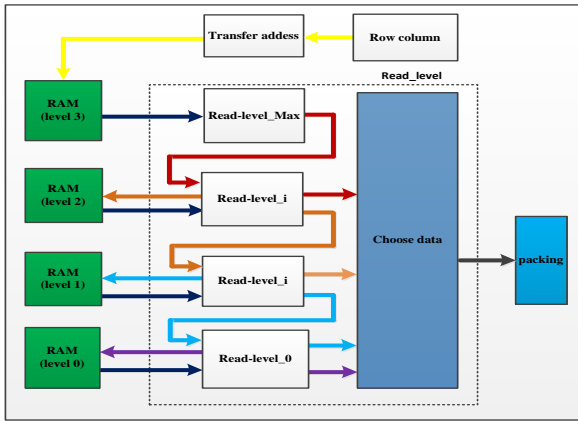 Transfer addess
Row column
Read_level
RAM
(level 3)
Read-level_Max
RAM
(level 2)
Read-level_i
Choose data
packing
RAM
(level 1)
Read-level_i
RAM
(level 0)
Read-level_0